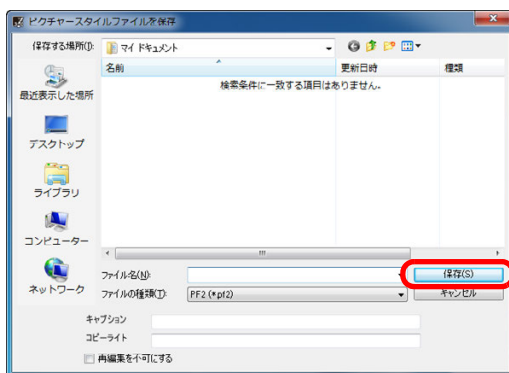 ピクチャースタイルファイルを保存
保存する場所(I):
マイ ドキュメント
名前
更新日時
種類
検索条件に一致する項目はありません。
最近表示した場所
デスクトップ
ライブラリ
コンピューター
ネットワーク
ファイル名(N):
保存(S)
ファイルの種類(T):
PF2 (*.pf2)
キャンセル
キャプション
コピーライト
再編集を不可にする